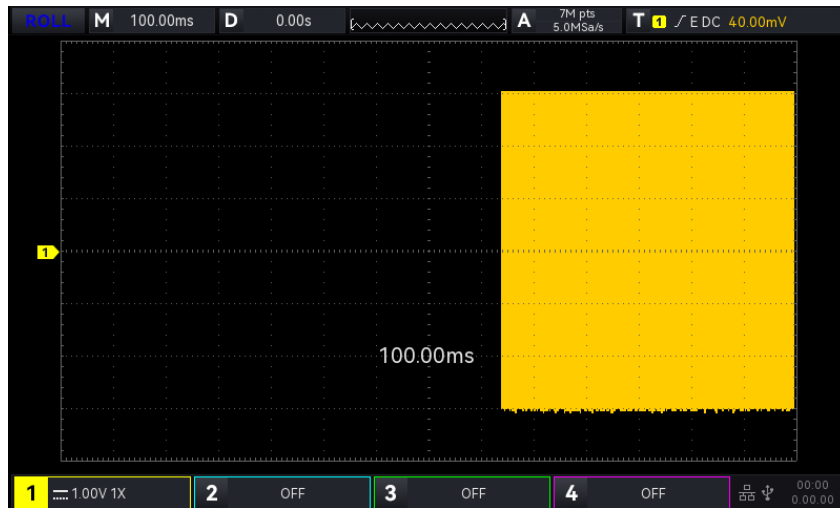 ROLL M 100.00ms D 0.00s A 7M pts 5.0MSa/s T 1 E DC 40.00mV
1
100.00ms
1 1.00V 1X 2 OFF 3 OFF 4 OFF 00:00
0.00.00